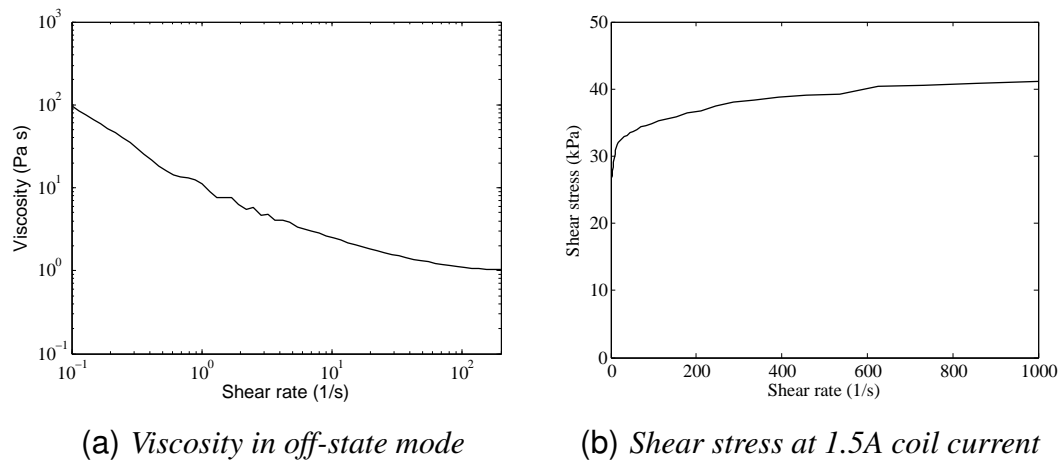 10^3
10^2
10^1
10^0
10^-1
Viscosity (Pa s)
10^-1 10^0 10^1 10^2
Shear rate (1/s)
50
40
30
20
10
0
Shear stress (kPa)
0 200 400 600 800 1000
Shear rate (1/s)
(a) Viscosity in off-state mode
(b) Shear stress at 1.5A coil current